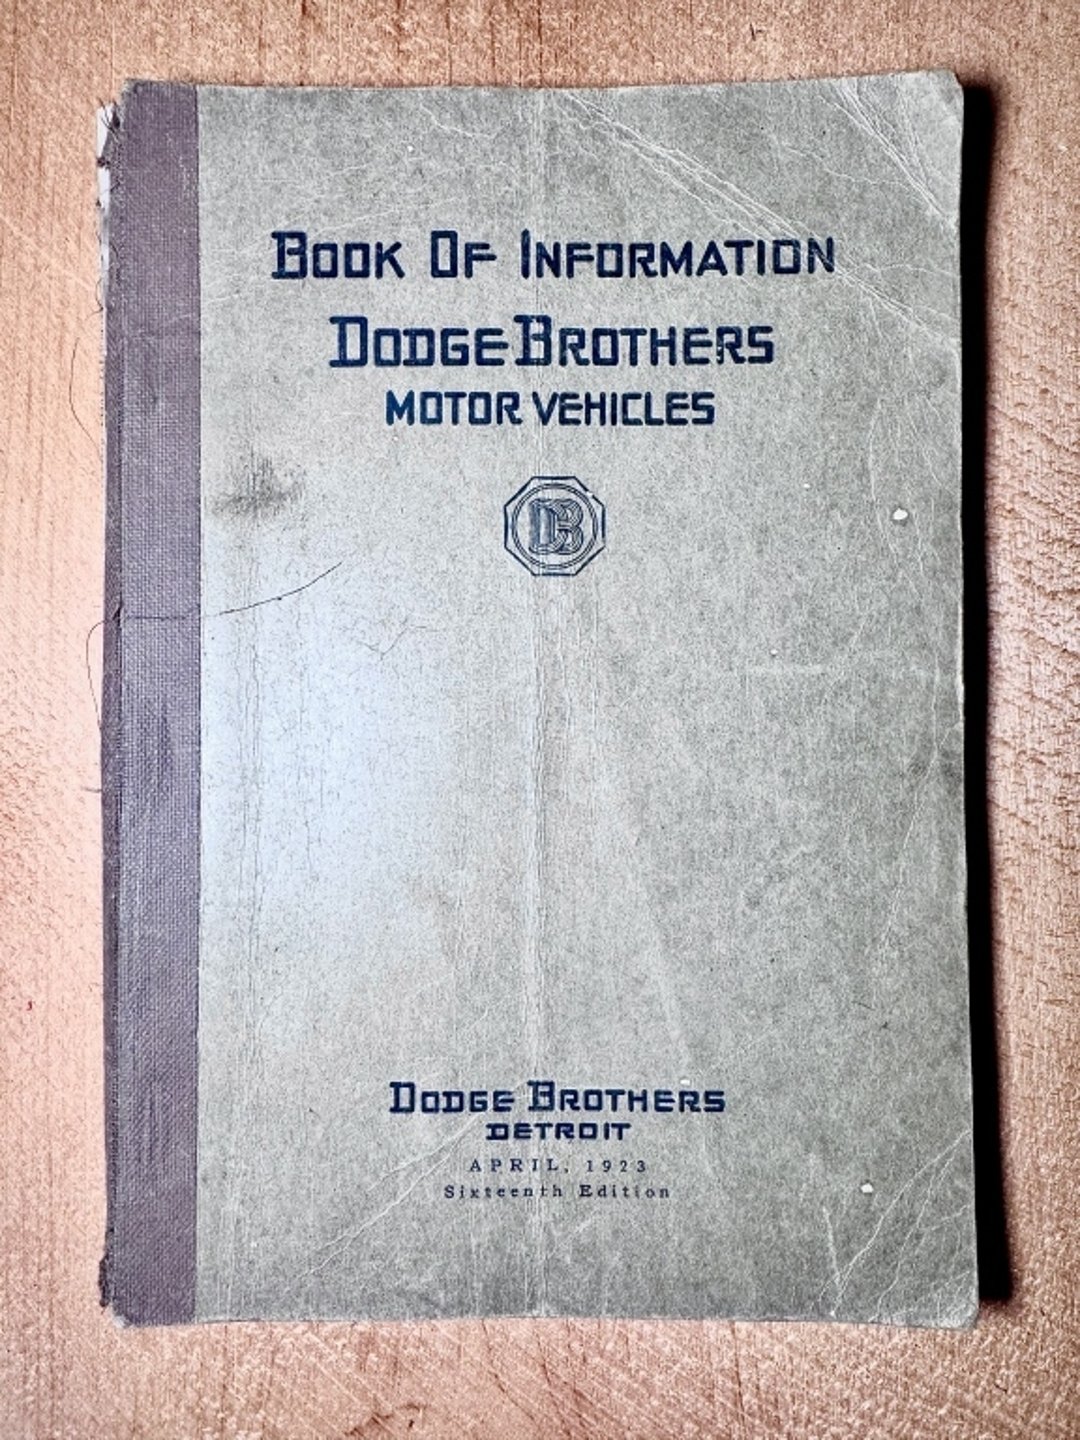 Book Of Information
Dodge Brothers
MOTOR VEHICLES
DB
Dodge Brothers
DETROIT
APRIL, 1923
Sixteenth Edition